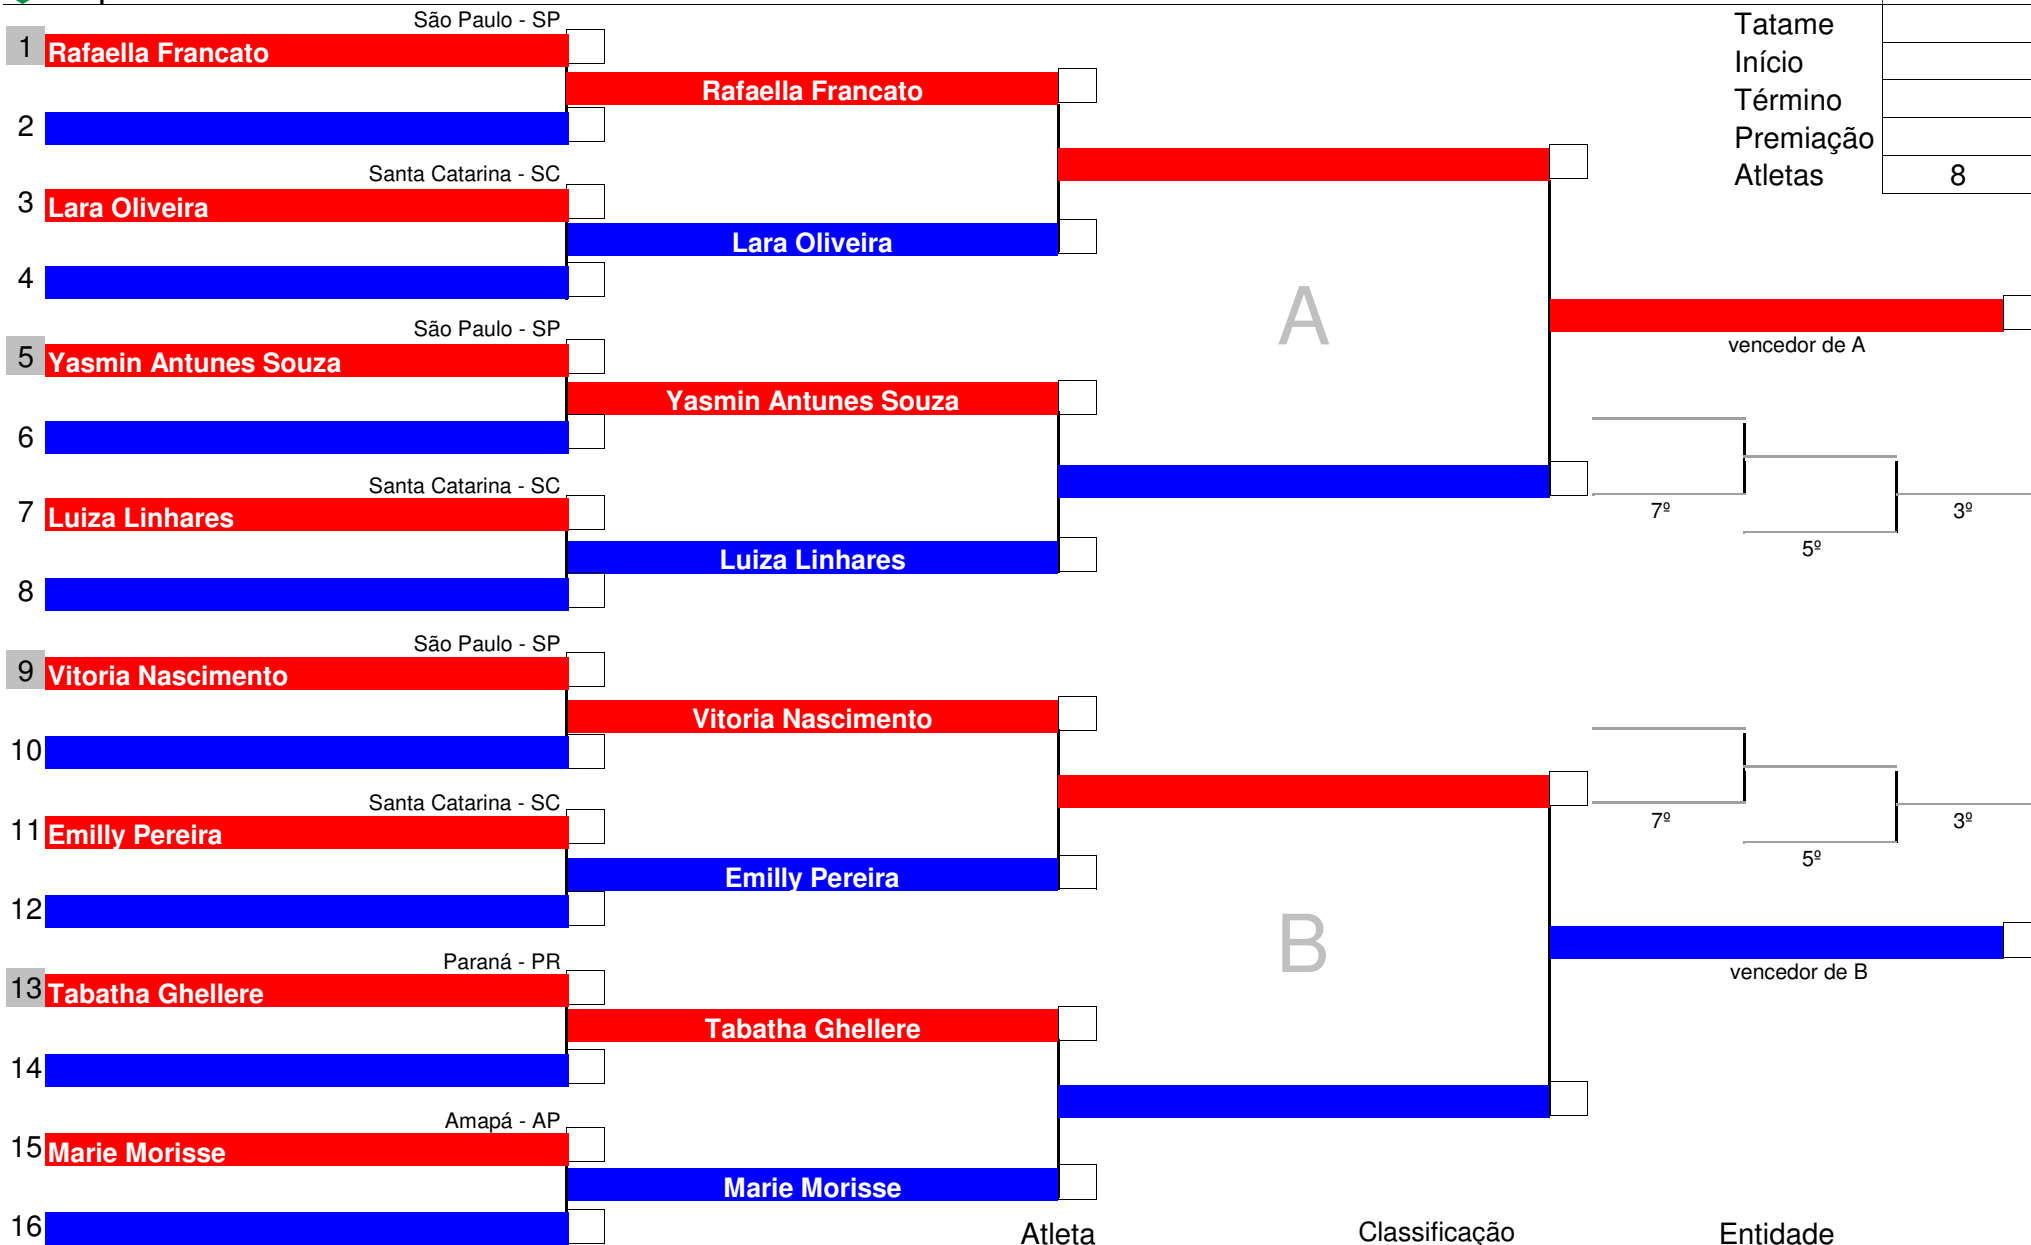 São Paulo - SP
1 Rafaella Francato
Rafaella Francato
2
Santa Catarina - SC
3 Lara Oliveira
Lara Oliveira
4
São Paulo - SP
5 Yasmin Antunes Souza
Yasmin Antunes Souza
6
Santa Catarina - SC
7 Luiza Linhares
Luiza Linhares
8
São Paulo - SP
9 Vitoria Nascimento
Vitoria Nascimento
10
Santa Catarina - SC
11 Emilly Pereira
Emilly Pereira
12
Paraná - PR
13 Tabatha Ghellere
Tabatha Ghellere
14
Amapá - AP
15 Marie Morisse
Marie Morisse
16
A
B
Tatame
Início
Término
Premiação
Atletas 8
vencedor de A
7º
3º
5º
7º
3º
5º
vencedor de B
Atleta Classificação Entidade